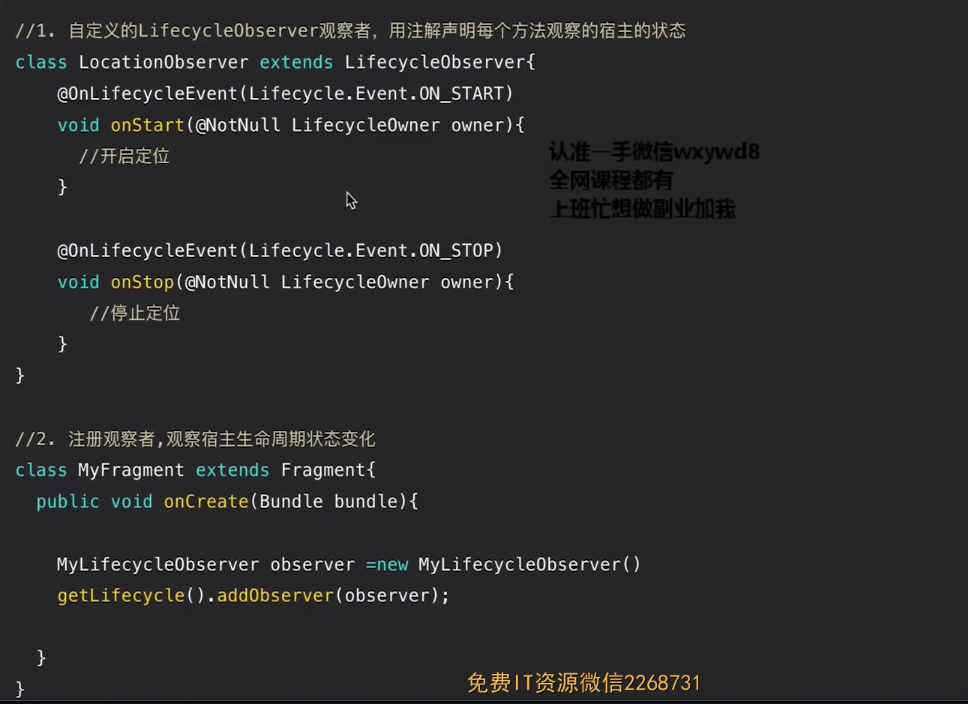 //1. 自定义的LifecycleObserver观察者, 用注解声明每个方法观察的宿主的状态
class LocationObserver extends LifecycleObserver{
@OnLifecycleEvent(Lifecycle.Event.ON_START)
void onStart(@NotNull LifecycleOwner owner){
//开启定位
}
认准一手微信wxywd8
全网课程都有
上班忙想做副业加我
@OnLifecycleEvent(Lifecycle.Event.ON_STOP)
void onStop(@NotNull LifecycleOwner owner){
//停止定位
}
}
//2. 注册观察者,观察宿主生命周期状态变化
class MyFragment extends Fragment{
public void onCreate(Bundle bundle){
MyLifecycleObserver observer =new MyLifecycleObserver()
getLifecycle().addObserver(observer);
}
}
免费IT资源微信2268731